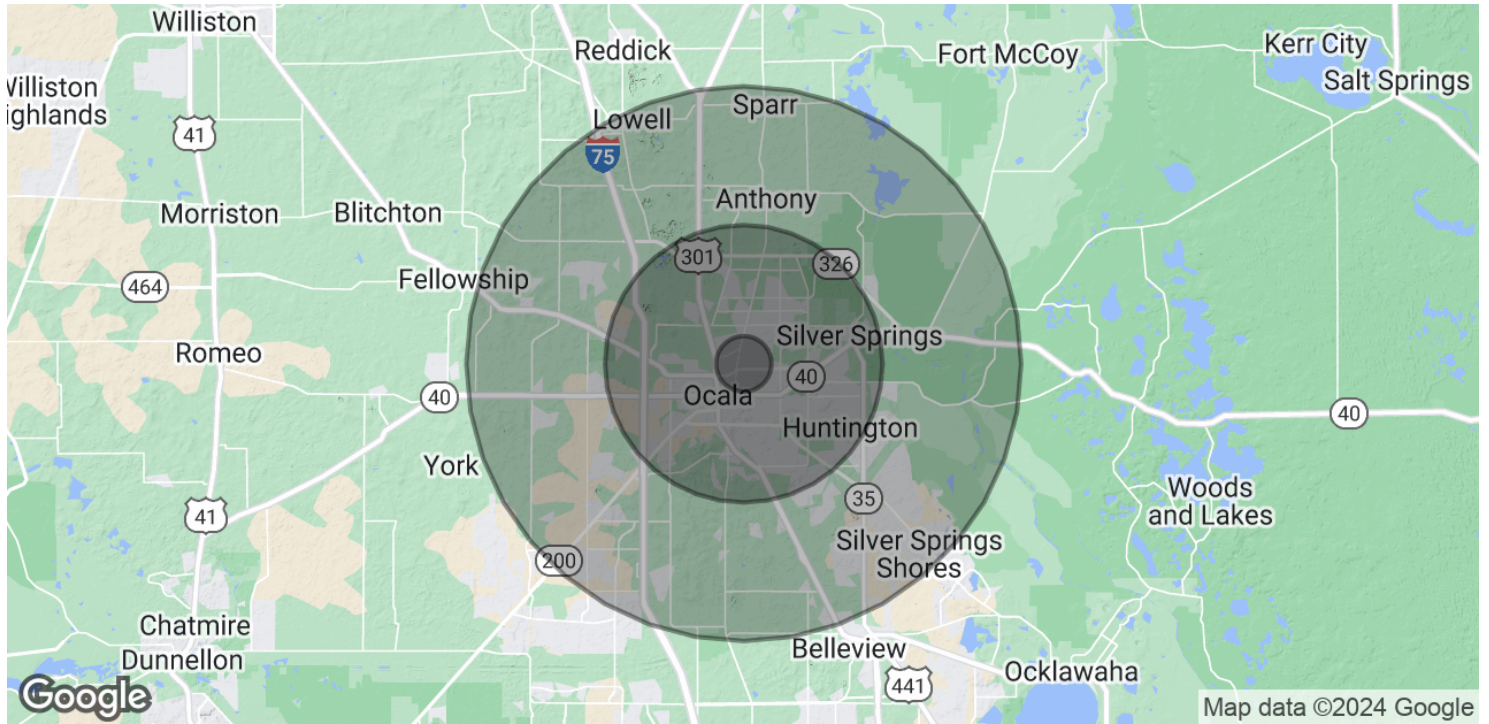 Williston
Reddick
Fort McCoy
Kerr City
Salt Springs
Williston
ighlands
Sparr
Lowell
41
75
Anthony
Morriston
Blitchton
301
326
Fellowship
464
Silver Springs
Romeo
40
40
Ocala
40
Huntington
York
35
Woods
and Lakes
41
Silver Springs
Shores
200
Chatmire
Dunnellon
Belleview
Ocklawaha
441
Google
Map data ©2024 Google